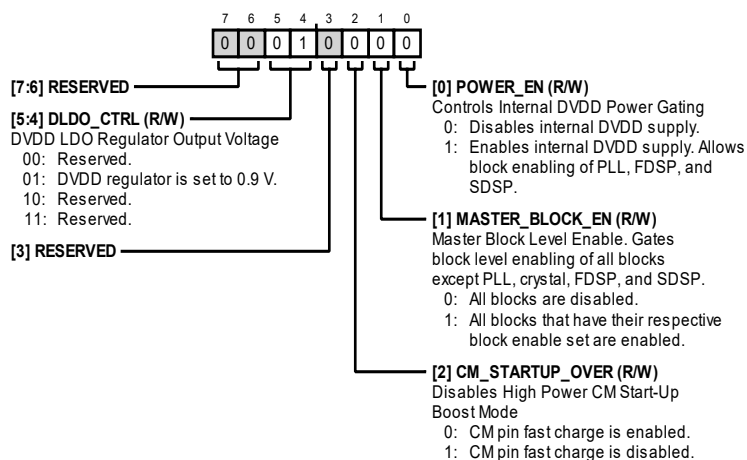 7 6 5 4 3 2 1 0
0 0 0 1 0 0 0 0
[7:6] RESERVED
[5:4] DLDO_CTRL (R/W)
DVDD LDO Regulator Output Voltage
00: Reserved.
01: DVDD regulator is set to 0.9 V.
10: Reserved.
11: Reserved.
[3] RESERVED
[0] POWER_EN (R/W)
Controls Internal DVDD Power Gating
0: Disables internal DVDD supply.
1: Enables internal DVDD supply. Allows
block enabling of PLL, FDSP, and
SDSP.
[1] MASTER_BLOCK_EN (R/W)
Master Block Level Enable. Gates
block level enabling of all blocks
except PLL, crystal, FDSP, and SDSP.
0: All blocks are disabled.
1: All blocks that have their respective
block enable set are enabled.
[2] CM_STARTUP_OVER (R/W)
Disables High Power CM Start-Up
Boost Mode
0: CM pin fast charge is enabled.
1: CM pin fast charge is disabled.